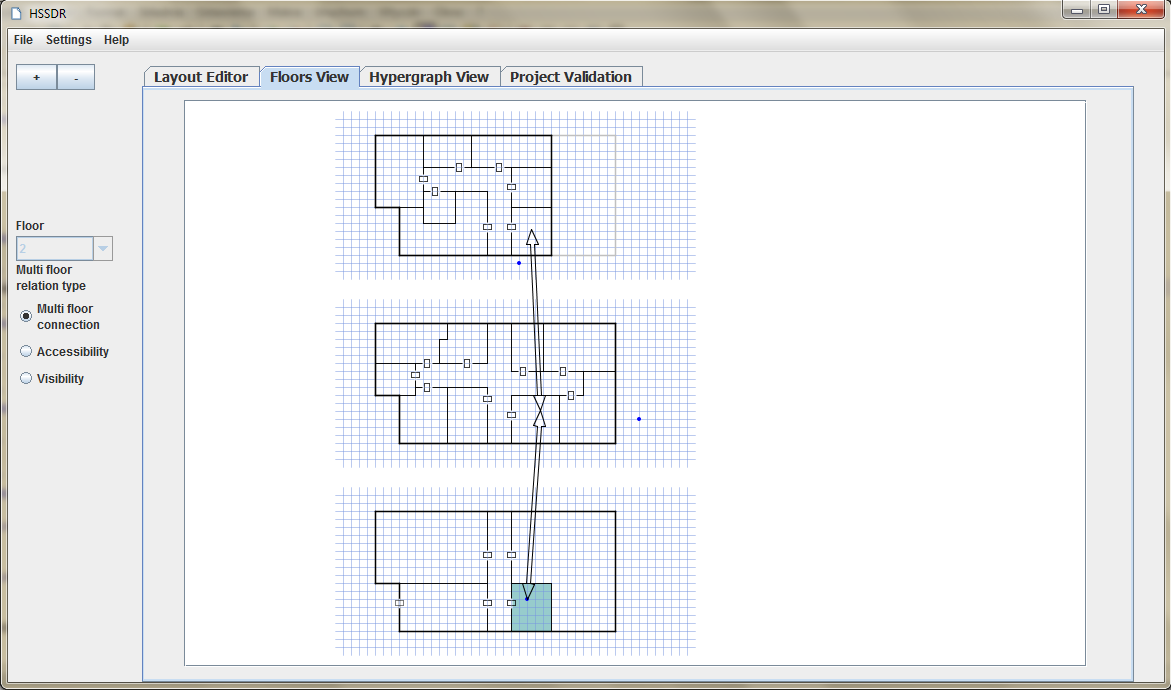 HSSDR
File Settings Help
+ -
Layout Editor Floors View Hypergraph View Project Validation
Floor
2
Multi floor
relation type
Multi floor
connection
Accessibility
Visibility